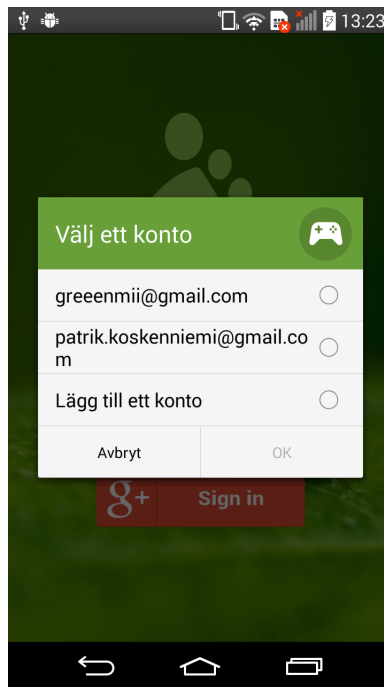 13:23
Välj ett konto
greeenmii@gmail.com
patrik.koskenniemi@gmail.co
m
Lägg till ett konto
Avbryt OK
g+ Sign in